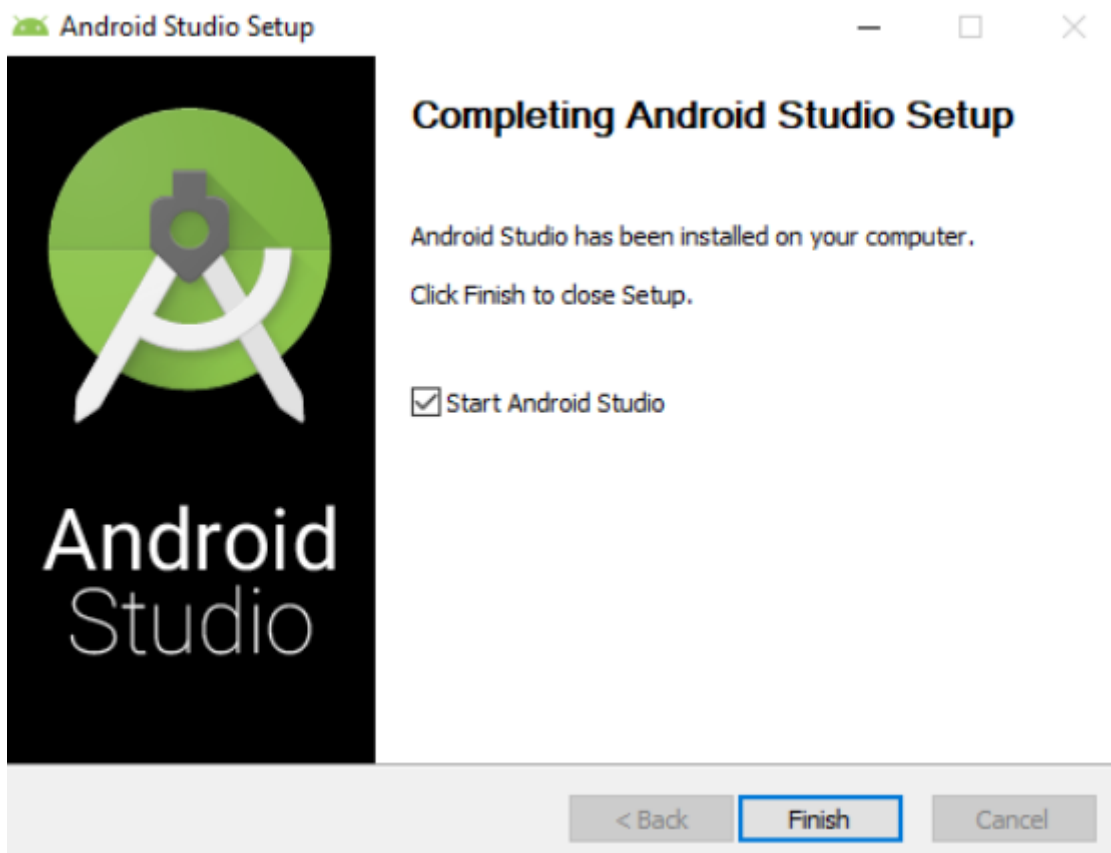 Android Studio Setup
Completing Android Studio Setup
Android Studio has been installed on your computer.
Click Finish to close Setup.
Start Android Studio
Android
Studio
< Back
Finish
Cancel